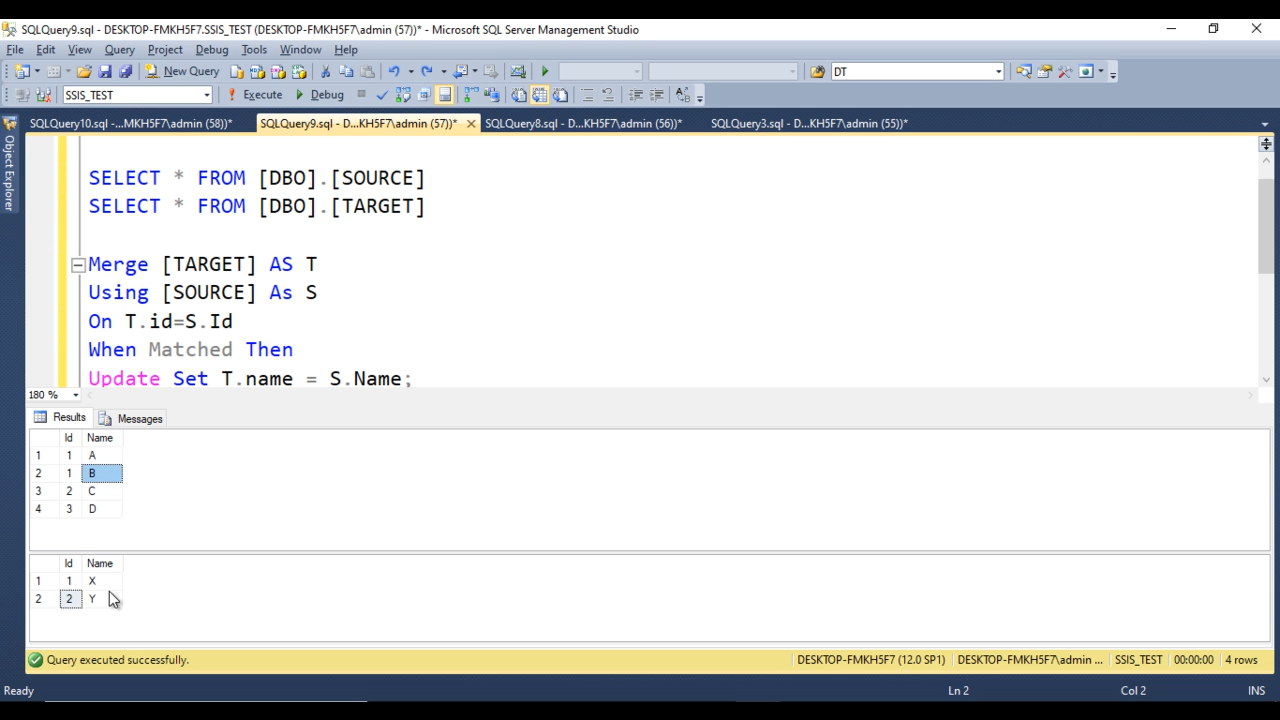 SQLQuery9.sql - DESKTOP-FMKH5F7.SSIS_TEST (DESKTOP-FMKH5F7\admin (57))* - Microsoft SQL Server Management Studio
File Edit View Query Project Debug Tools Window Help
New Query DT
SSIS_TEST Execute Debug
SQLQuery10.sql -...MKH5F7\admin (58))* SQLQuery9.sql - D...KH5F7\admin (57))* SQLQuery8.sql - D...KH5F7\admin (56))* SQLQuery3.sql - D...KH5F7\admin (55))*
Object Explorer
SELECT * FROM [DBO].[SOURCE]
SELECT * FROM [DBO].[TARGET]
Merge [TARGET] AS T
Using [SOURCE] As S
On T.id=S.Id
When Matched Then
Update Set T.name = S.Name;
180 %
Results Messages
Id Name
1 1 A
2 1 B
3 2 C
4 3 D
Id Name
1 1 X
2 2 Y
Query executed successfully. DESKTOP-FMKH5F7 (12.0 SP1) DESKTOP-FMKH5F7\admin ... SSIS_TEST 00:00:00 4 rows
Ready Ln 2 Col 2 INS